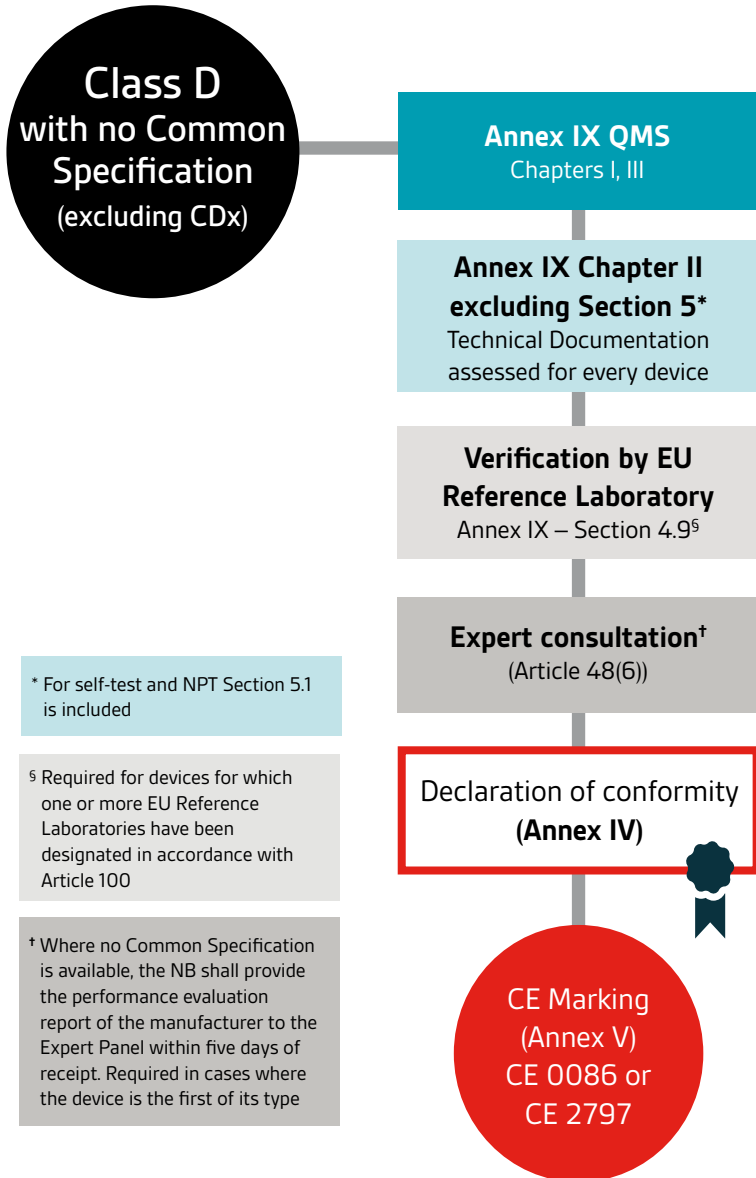 Class D
with no Common
Specification
(excluding CDx)
Annex IX QMS
Chapters I, III
Annex IX Chapter II
excluding Section 5*
Technical Documentation
assessed for every device
Verification by EU
Reference Laboratory
Annex IX – Section 4.9§
Expert consultation†
(Article 48(6))
Declaration of conformity
(Annex IV)
CE Marking
(Annex V)
CE 0086 or
CE 2797
* For self-test and NPT Section 5.1
is included
§ Required for devices for which
one or more EU Reference
Laboratories have been
designated in accordance with
Article 100
† Where no Common Specification
is available, the NB shall provide
the performance evaluation
report of the manufacturer to the
Expert Panel within five days of
receipt. Required in cases where
the device is the first of its type